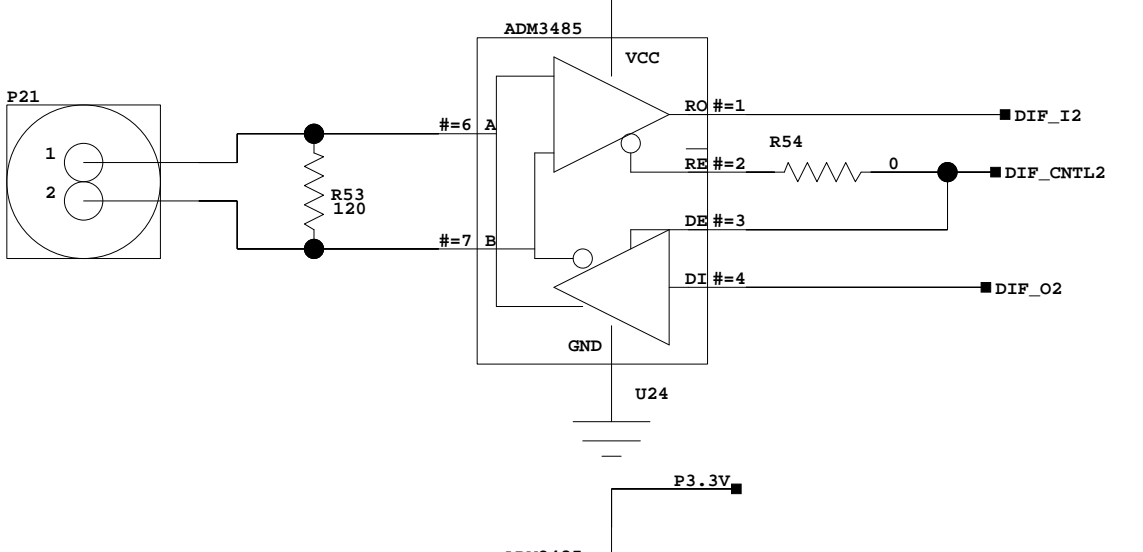 ADM3485
VCC
P21
RO #=1
DIF_I2
#=6 A
R54
1
RE #=2
0
DIF_CNTL2
2
R53
120
DE #=3
#=7 B
DI #=4
DIF_O2
GND
U24
P3.3V